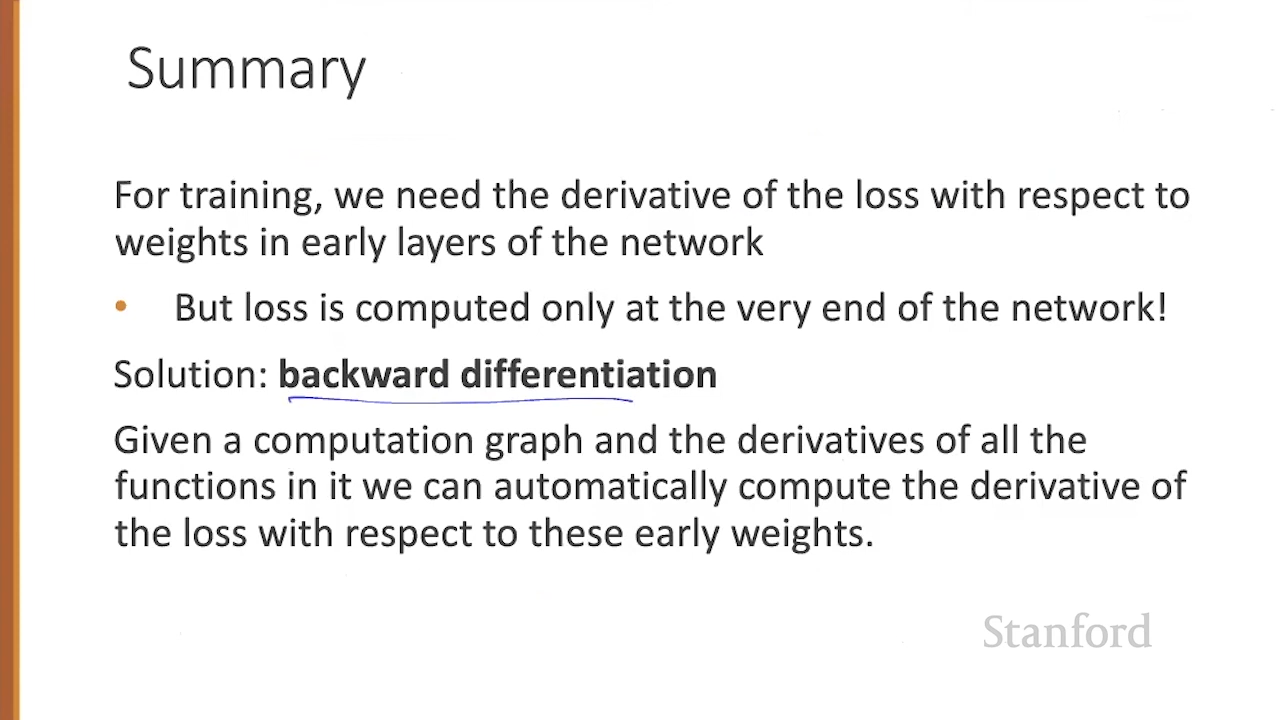 Summary
For training, we need the derivative of the loss with respect to
weights in early layers of the network
• But loss is computed only at the very end of the network!
Solution: backward differentiation
Given a computation graph and the derivatives of all the
functions in it we can automatically compute the derivative of
the loss with respect to these early weights.
Stanford